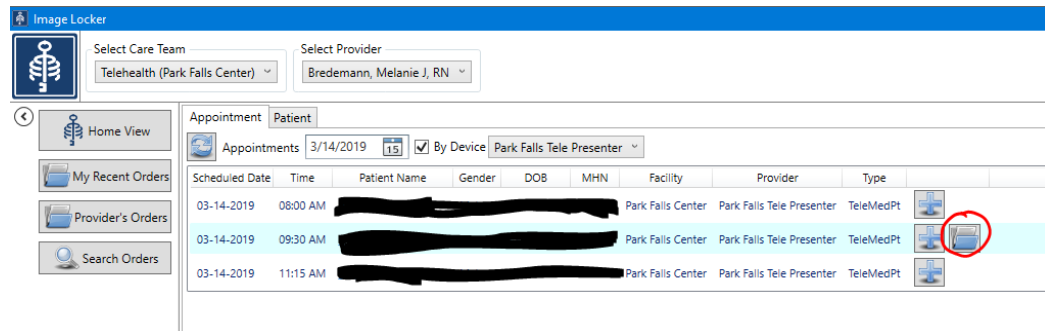 Image Locker
Select Care Team
Select Provider
Telehealth (Park Falls Center)
Bredemann, Melanie J, RN
Home View
My Recent Orders
Provider's Orders
Search Orders
Appointment Patient
Appointments 3/14/2019 15 By Device Park Falls Tele Presenter
Scheduled Date Time Patient Name Gender DOB MHN Facility Provider Type
03-14-2019 08:00 AM Park Falls Center Park Falls Tele Presenter TeleMedPt
03-14-2019 09:30 AM Park Falls Center Park Falls Tele Presenter TeleMedPt
03-14-2019 11:15 AM Park Falls Center Park Falls Tele Presenter TeleMedPt